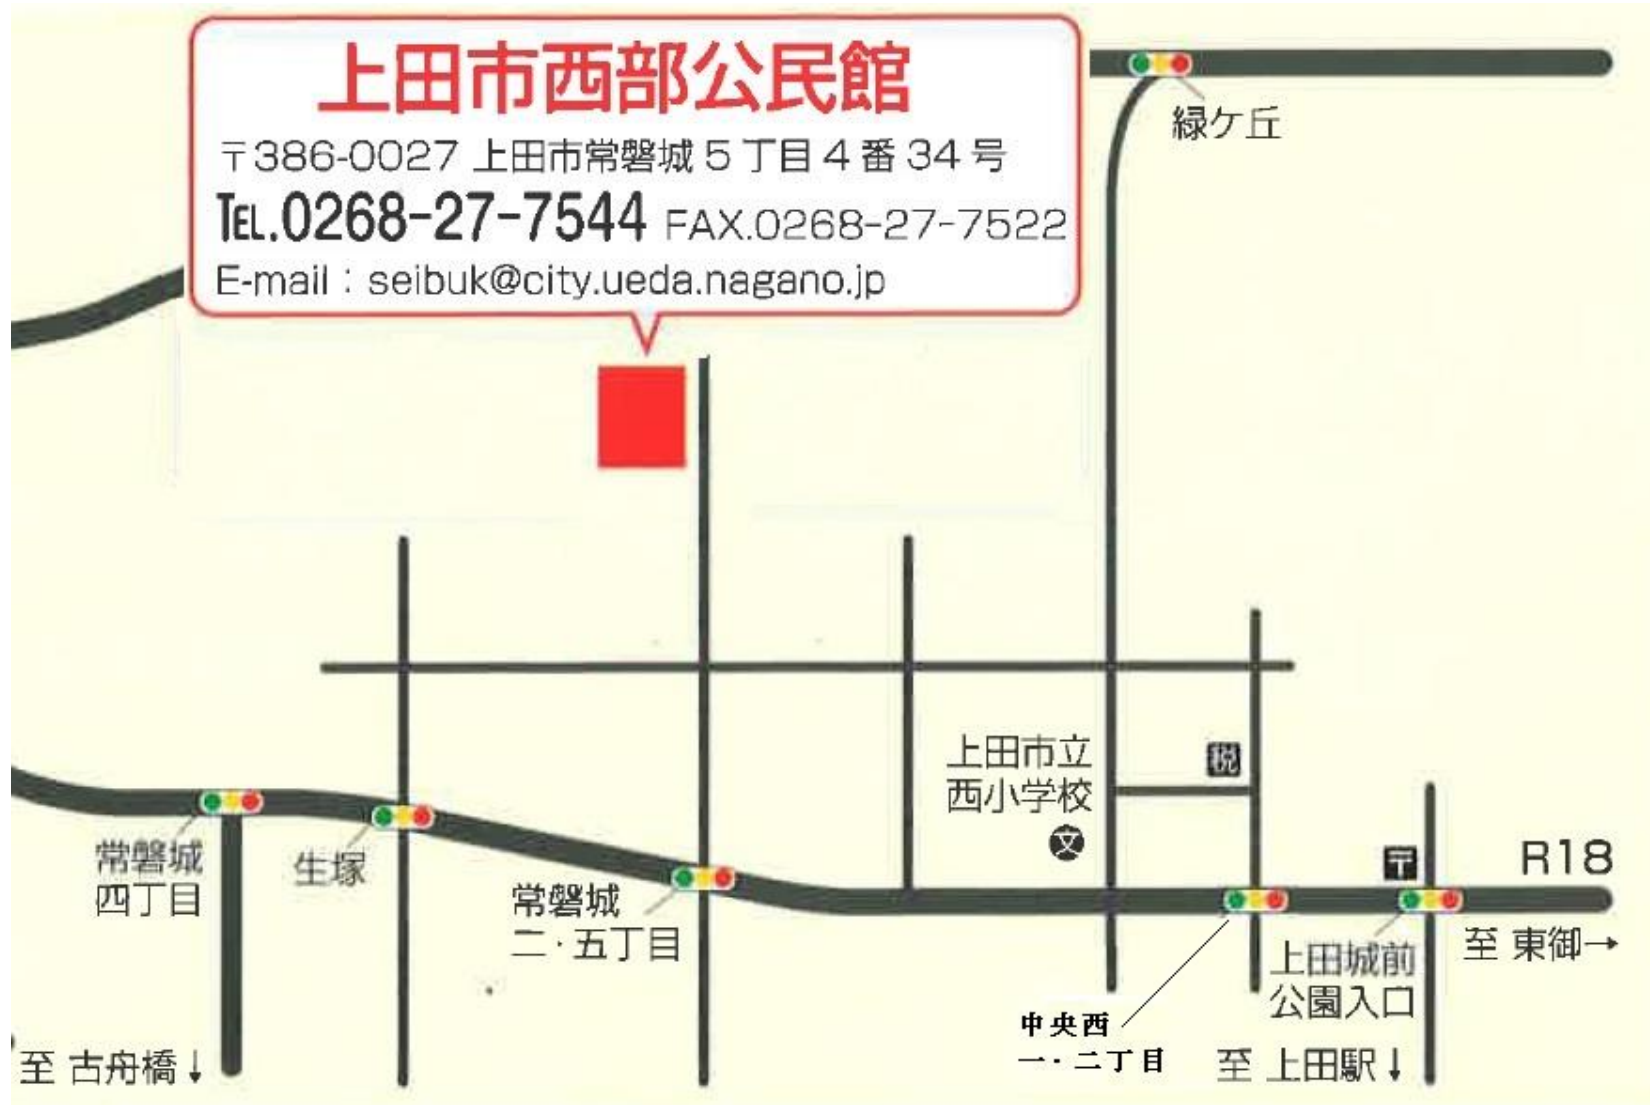 上田市西部公民館
〒386-0027 上田市常磐城5丁目4番34号
TEL.0268-27-7544 FAX.0268-27-7522
E-mail：seibuk@city.ueda.nagano.jp
緑ケ丘
上田市立
西小学校
文
税
〒
R18
常磐城
四丁目
生塚
常磐城
二・五丁目
上田城前
公園入口
至 東御→
中央西
一・二丁目
至 古舟橋↓
至 上田駅↓